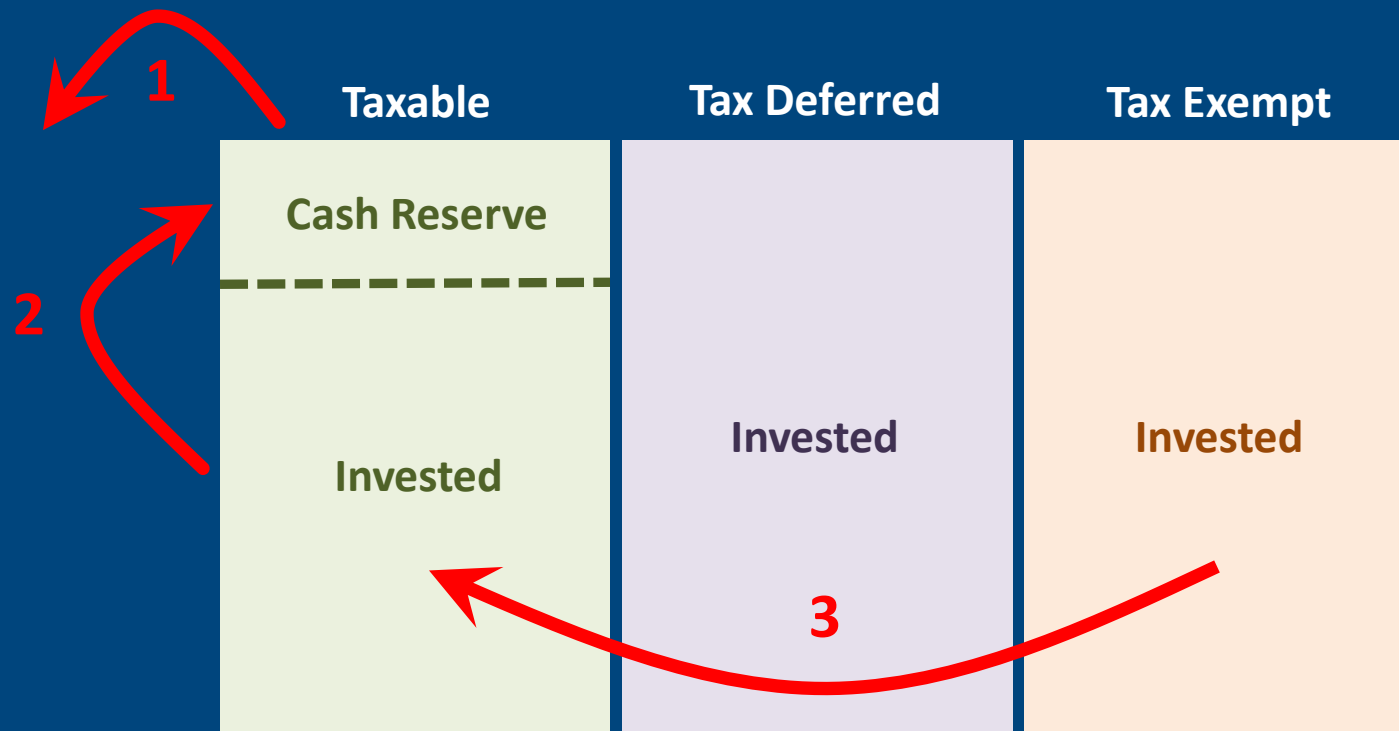 1
Taxable
Tax Deferred
Tax Exempt
Cash Reserve
2
Invested
Invested
Invested
3